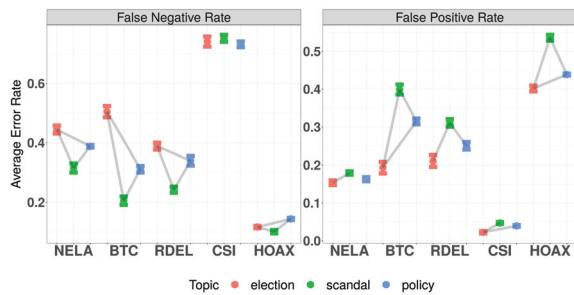 False Negative Rate
False Positive Rate
Average Error Rate
0.6
0.4
0.2
0.5
0.4
0.3
0.2
0.1
0.0
NELA BTC RDEL CSI HOAX
NELA BTC RDEL CSI HOAX
Topic election scandal policy